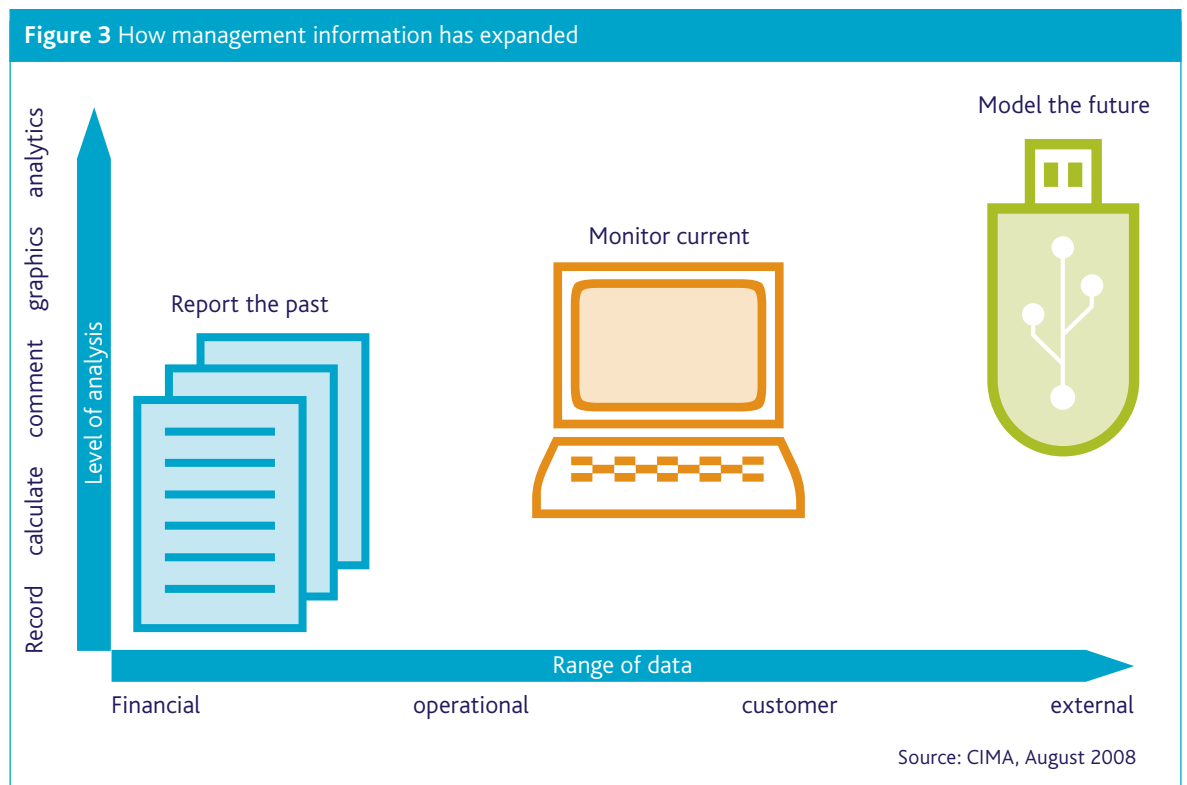 Figure 3 How management information has expanded
Model the future
Monitor current
Report the past
Record calculate comment graphics analytics
Level of analysis
Range of data
Financial operational customer external
Source: CIMA, August 2008